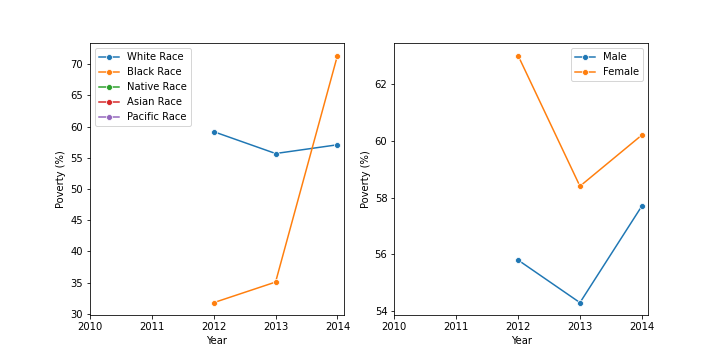 White Race
Black Race
Native Race
Asian Race
Pacific Race
70
65
60
55
50
45
40
35
30
Poverty (%)
2010 2011 2012 2013 2014
Year
Male
Female
62
60
58
56
54
Poverty (%)
2010 2011 2012 2013 2014
Year